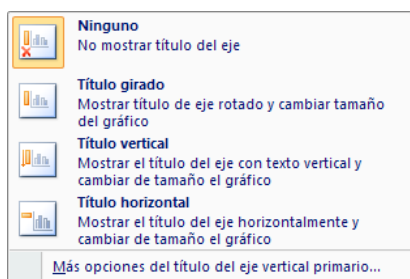 Ninguno
No mostrar título del eje
Título girado
Mostrar título de eje rotado y cambiar tamaño
del gráfico
Título vertical
Mostrar el título del eje con texto vertical y
cambiar de tamaño el gráfico
Título horizontal
Mostrar el título del eje horizontalmente y
cambiar de tamaño el gráfico
Más opciones del título del eje vertical primario...